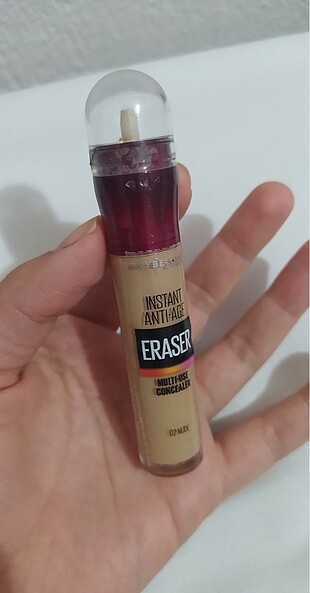 INSTANT
ANTI-AGE
ERASER
MULTI-USE
CONCEALER
02 NUDE